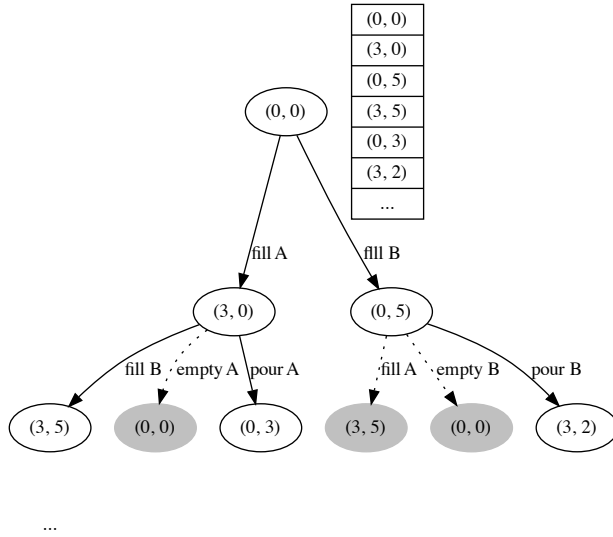 (0, 0)
(3, 0)
(0, 5)
(3, 5)
(0, 3)
(3, 2)
...
(0, 0)
fill A
flll B
(3, 0)
(0, 5)
fill B
empty A
pour A
fill A
empty B
pour B
(3, 5)
(0, 0)
(0, 3)
(3, 5)
(0, 0)
(3, 2)
...